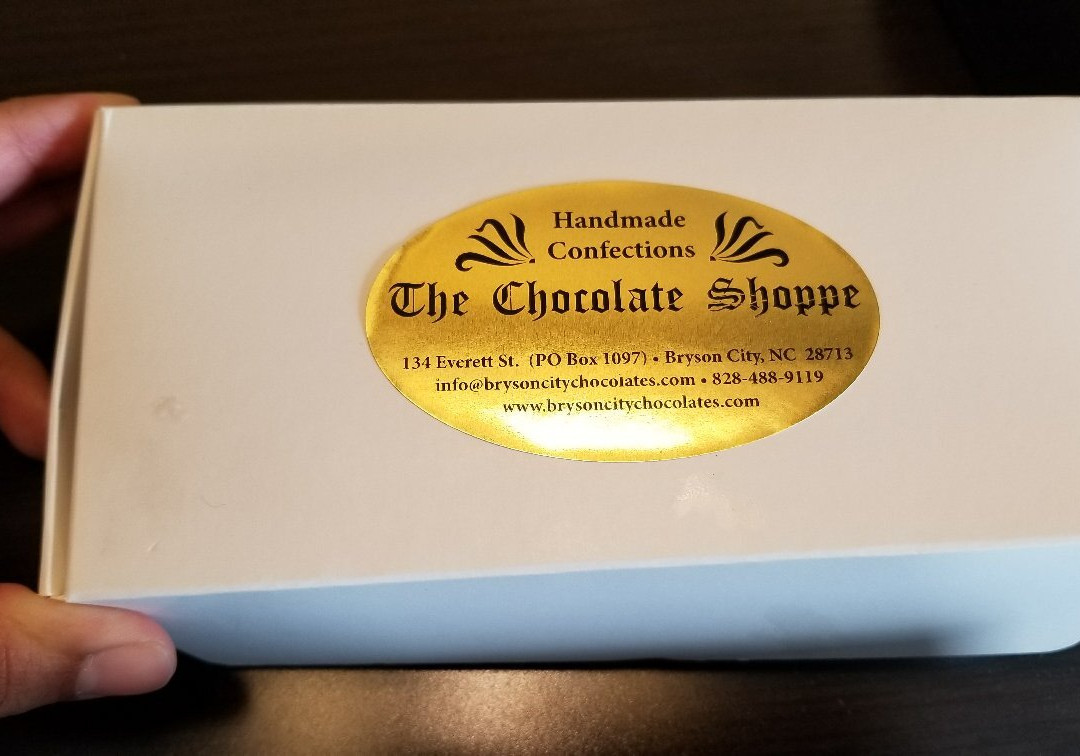 Handmade
Confections
The Chocolate Shoppe
134 Everett St. (PO Box 1097) • Bryson City, NC 28713
info@brysoncitychocolates.com • 828-488-9119
www.brysoncitychocolates.com